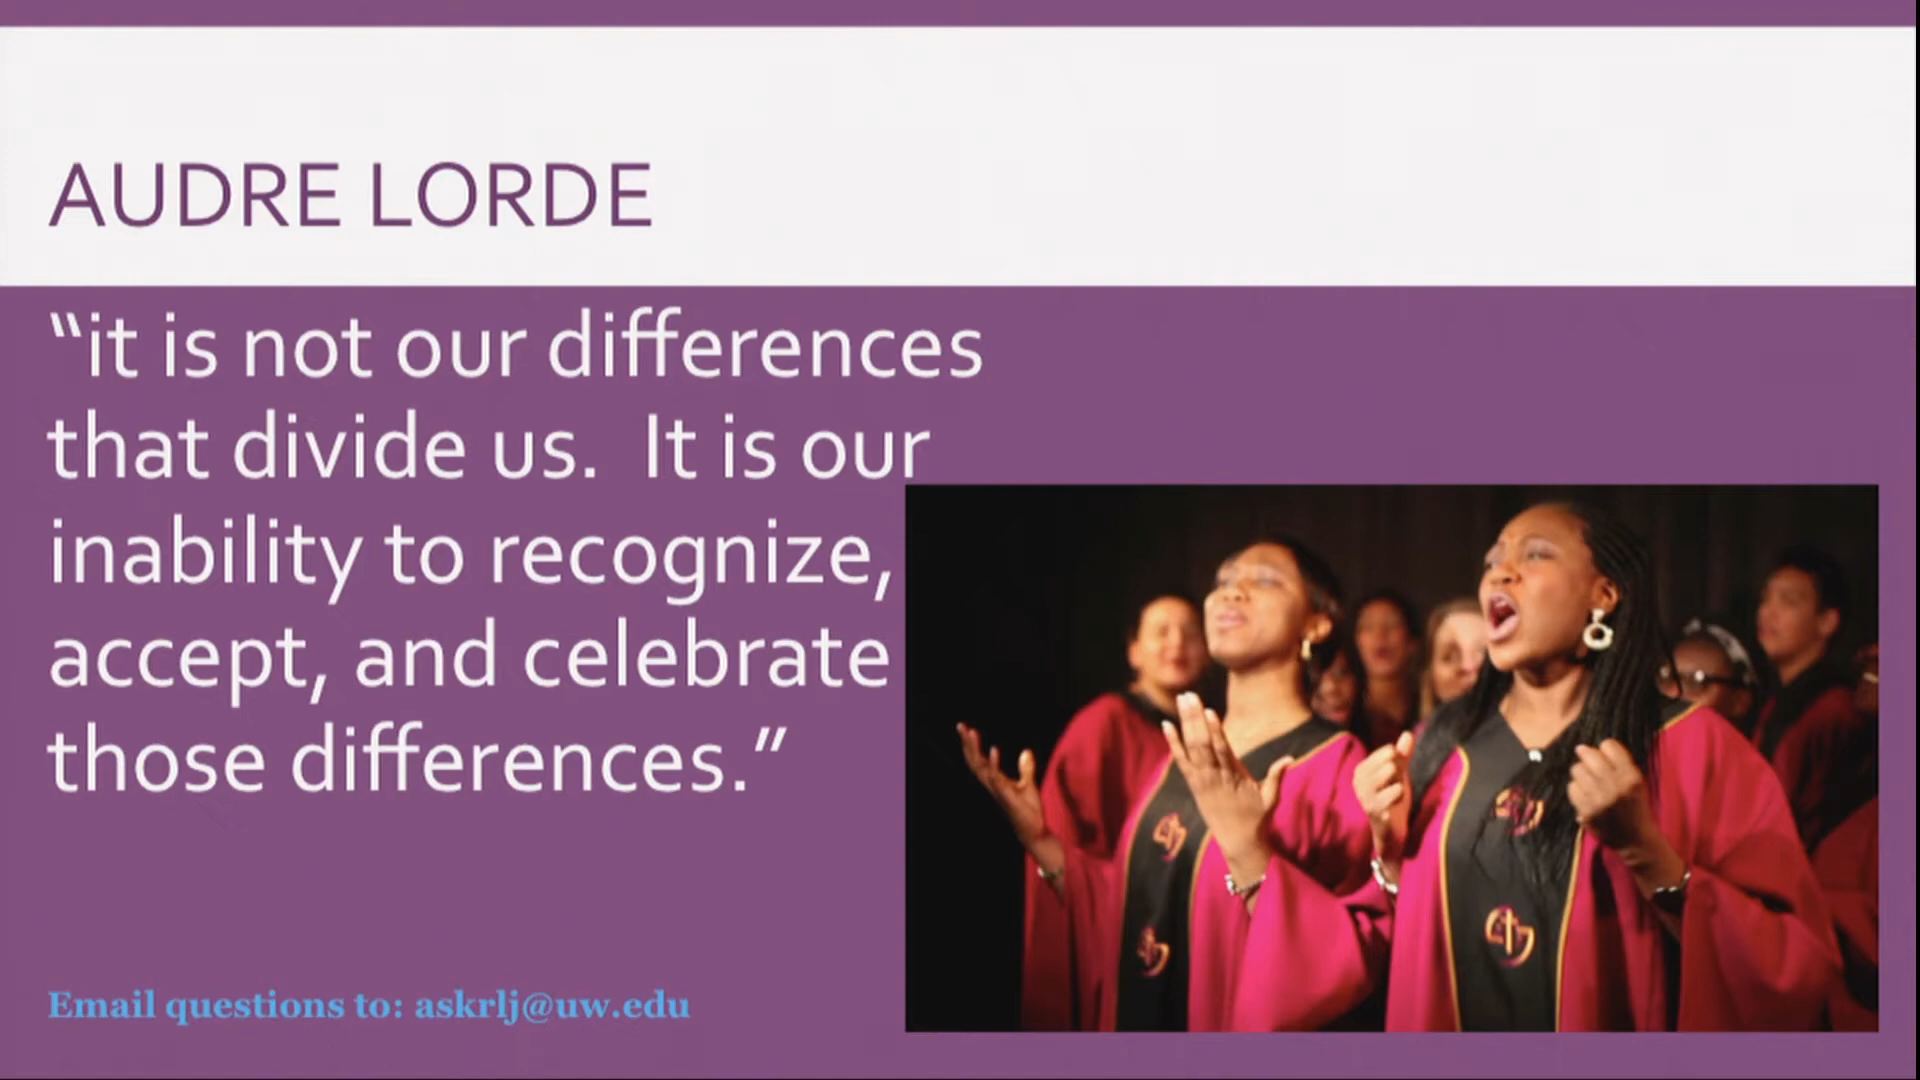 AUDRE LORDE
“it is not our differences
that divide us.  It is our
inability to recognize,
accept, and celebrate
those differences.”
Email questions to: askrlj@uw.edu